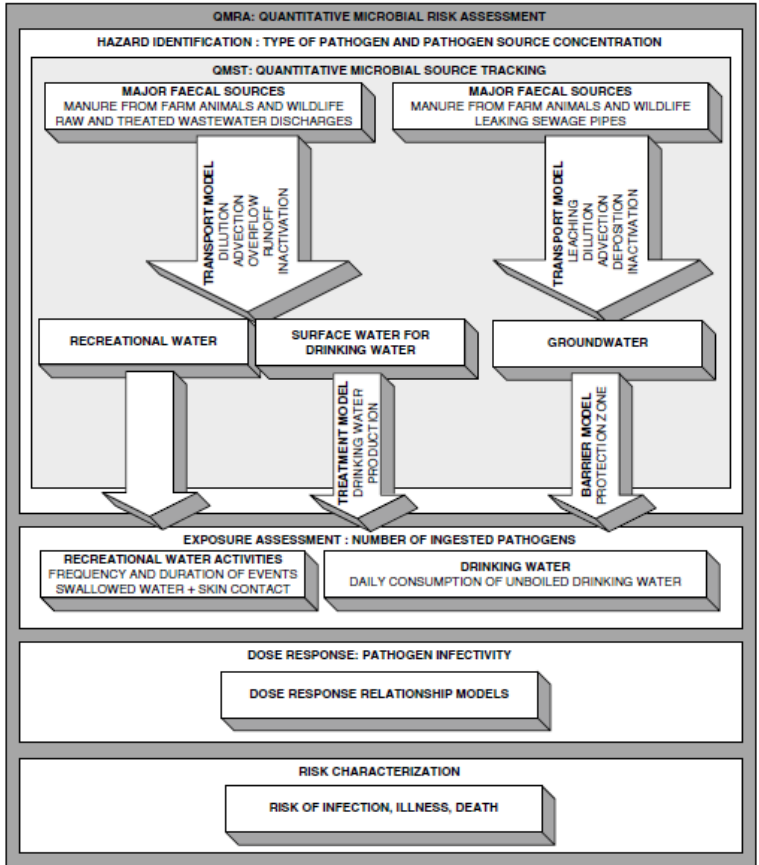 QMRA: QUANTITATIVE MICROBIAL RISK ASSESSMENT
HAZARD IDENTIFICATION : TYPE OF PATHOGEN AND PATHOGEN SOURCE CONCENTRATION
QMST: QUANTITATIVE MICROBIAL SOURCE TRACKING
MAJOR FAECAL SOURCES
MANURE FROM FARM ANIMALS AND WILDLIFE
RAW AND TREATED WASTEWATER DISCHARGES
MAJOR FAECAL SOURCES
MANURE FROM FARM ANIMALS AND WILDLIFE
LEAKING SEWAGE PIPES
TRANSPORT MODEL
DILUTION
ADVECTION
OVERFLOW
RUNOFF
INACTIVATION
TRANSPORT MODEL
LEACHING
DILUTION
ADVECTION
DEPOSITION
INACTIVATION
RECREATIONAL WATER
SURFACE WATER FOR
DRINKING WATER
GROUNDWATER
TREATMENT MODEL
DRINKING WATER
PRODUCTION
BARRIER MODEL
PROTECTION ZONE
EXPOSURE ASSESSMENT : NUMBER OF INGESTED PATHOGENS
RECREATIONAL WATER ACTIVITIES
FREQUENCY AND DURATION OF EVENTS
SWALLOWED WATER + SKIN CONTACT
DRINKING WATER
DAILY CONSUMPTION OF UNBOILED DRINKING WATER
DOSE RESPONSE: PATHOGEN INFECTIVITY
DOSE RESPONSE RELATIONSHIP MODELS
RISK CHARACTERIZATION
RISK OF INFECTION, ILLNESS, DEATH